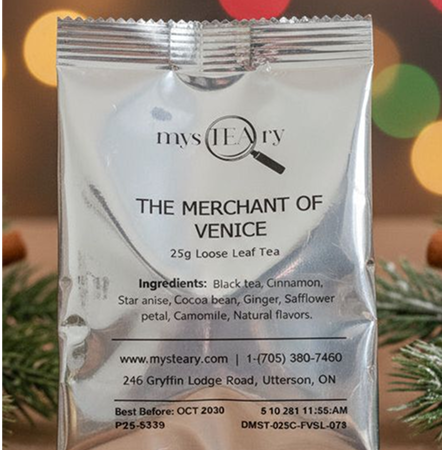 mysTEAry
THE MERCHANT OF
VENICE
25g Loose Leaf Tea
Ingredients: Black tea, Cinnamon,
Star anise, Cocoa bean, Ginger, Safflower
petal, Camomile, Natural flavors.
www.mysteary.com | 1-(705) 380-7460
246 Gryffin Lodge Road, Utterson, ON
Best Before: OCT 2030 5 10 281 11:55:AM
P25-5339 DMST-025C-FVSL-073